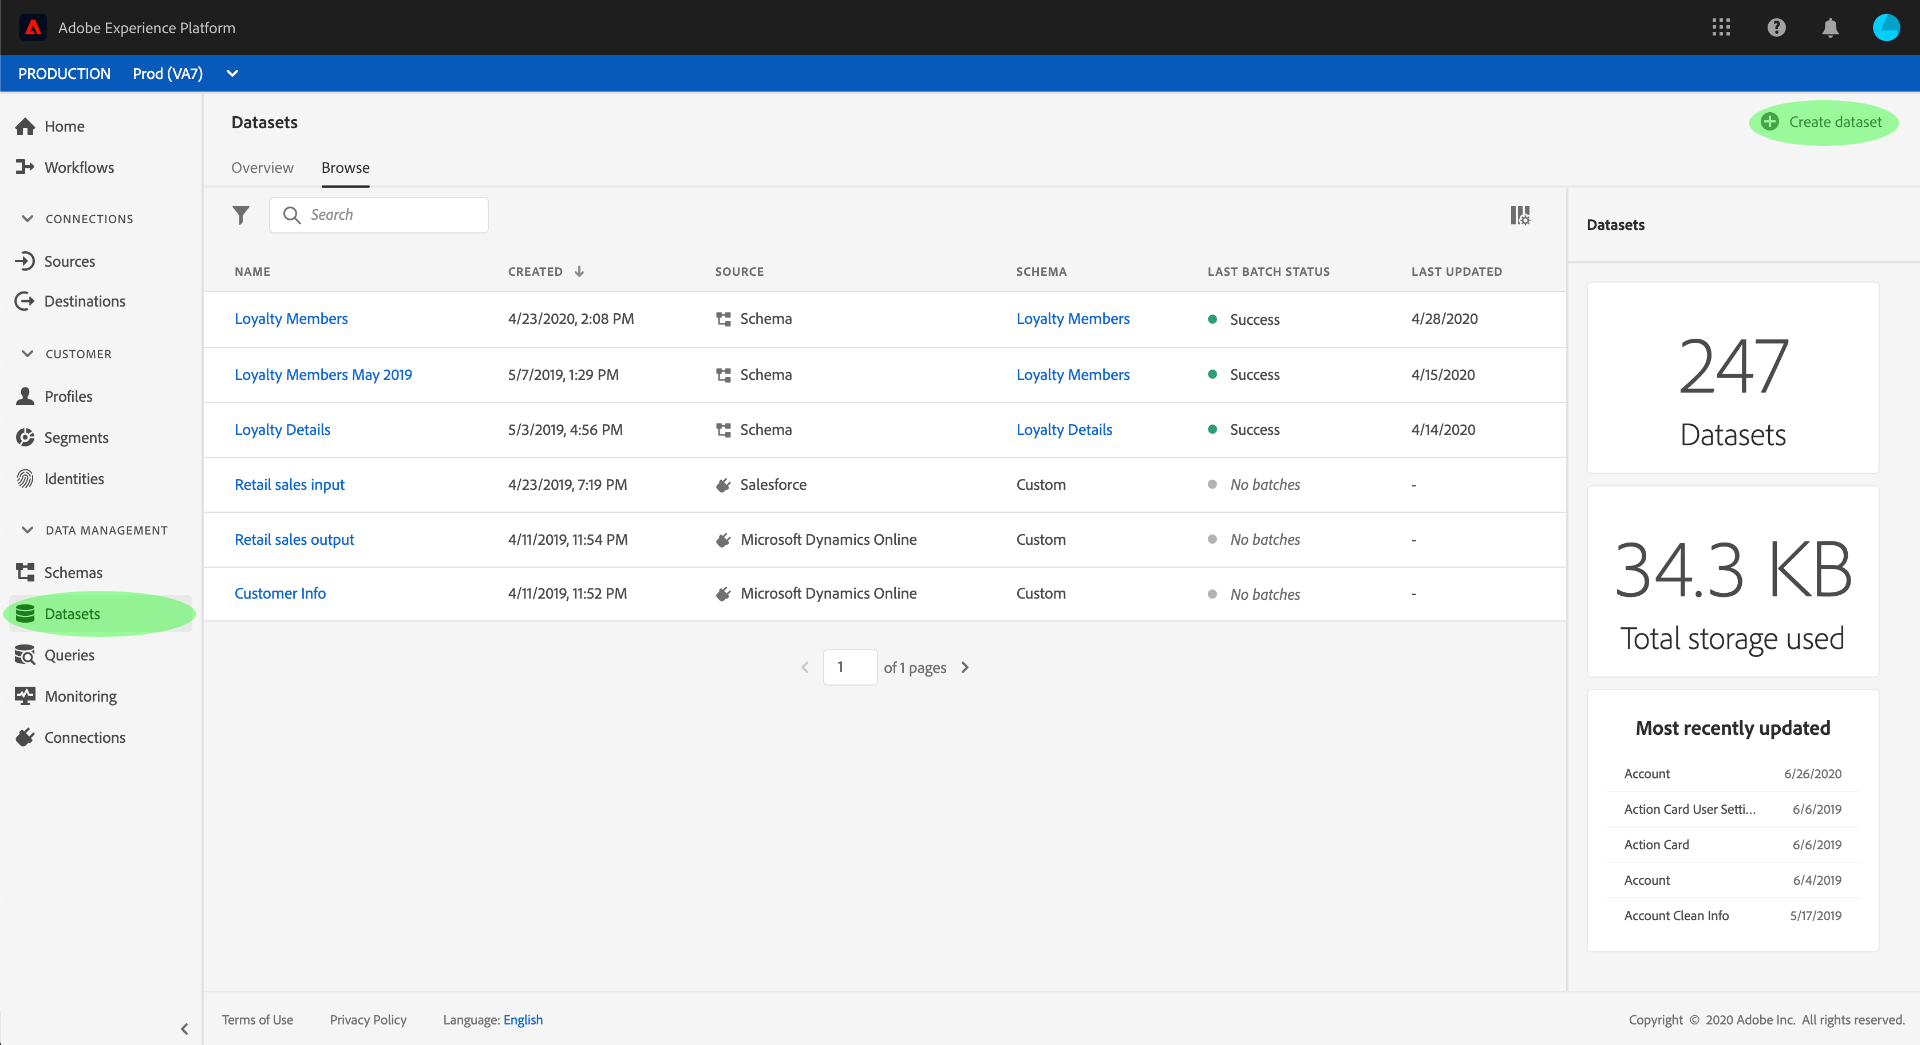 Adobe Experience Platform
PRODUCTION Prod (VA7)
Home
Workflows
CONNECTIONS
Sources
Destinations
CUSTOMER
Profiles
Segments
Identities
DATA MANAGEMENT
Schemas
Datasets
Queries
Monitoring
Connections
Datasets
Create dataset
Overview Browse
Search
NAME CREATED SOURCE SCHEMA LAST BATCH STATUS LAST UPDATED
Loyalty Members 4/23/2020, 2:08 PM Schema Loyalty Members Success 4/28/2020
Loyalty Members May 2019 5/7/2019, 1:29 PM Schema Loyalty Members Success 4/15/2020
Loyalty Details 5/3/2019, 4:56 PM Schema Loyalty Details Success 4/14/2020
Retail sales input 4/23/2019, 7:19 PM Salesforce Custom No batches -
Retail sales output 4/11/2019, 11:54 PM Microsoft Dynamics Online Custom No batches -
Customer Info 4/11/2019, 11:52 PM Microsoft Dynamics Online Custom No batches -
1 of 1 pages
Datasets
247
Datasets
34.3 KB
Total storage used
Most recently updated
Account 6/26/2020
Action Card User Setti... 6/6/2019
Action Card 6/6/2019
Account 6/4/2019
Account Clean Info 5/17/2019
Terms of Use Privacy Policy Language: English
Copyright © 2020 Adobe Inc. All rights reserved.